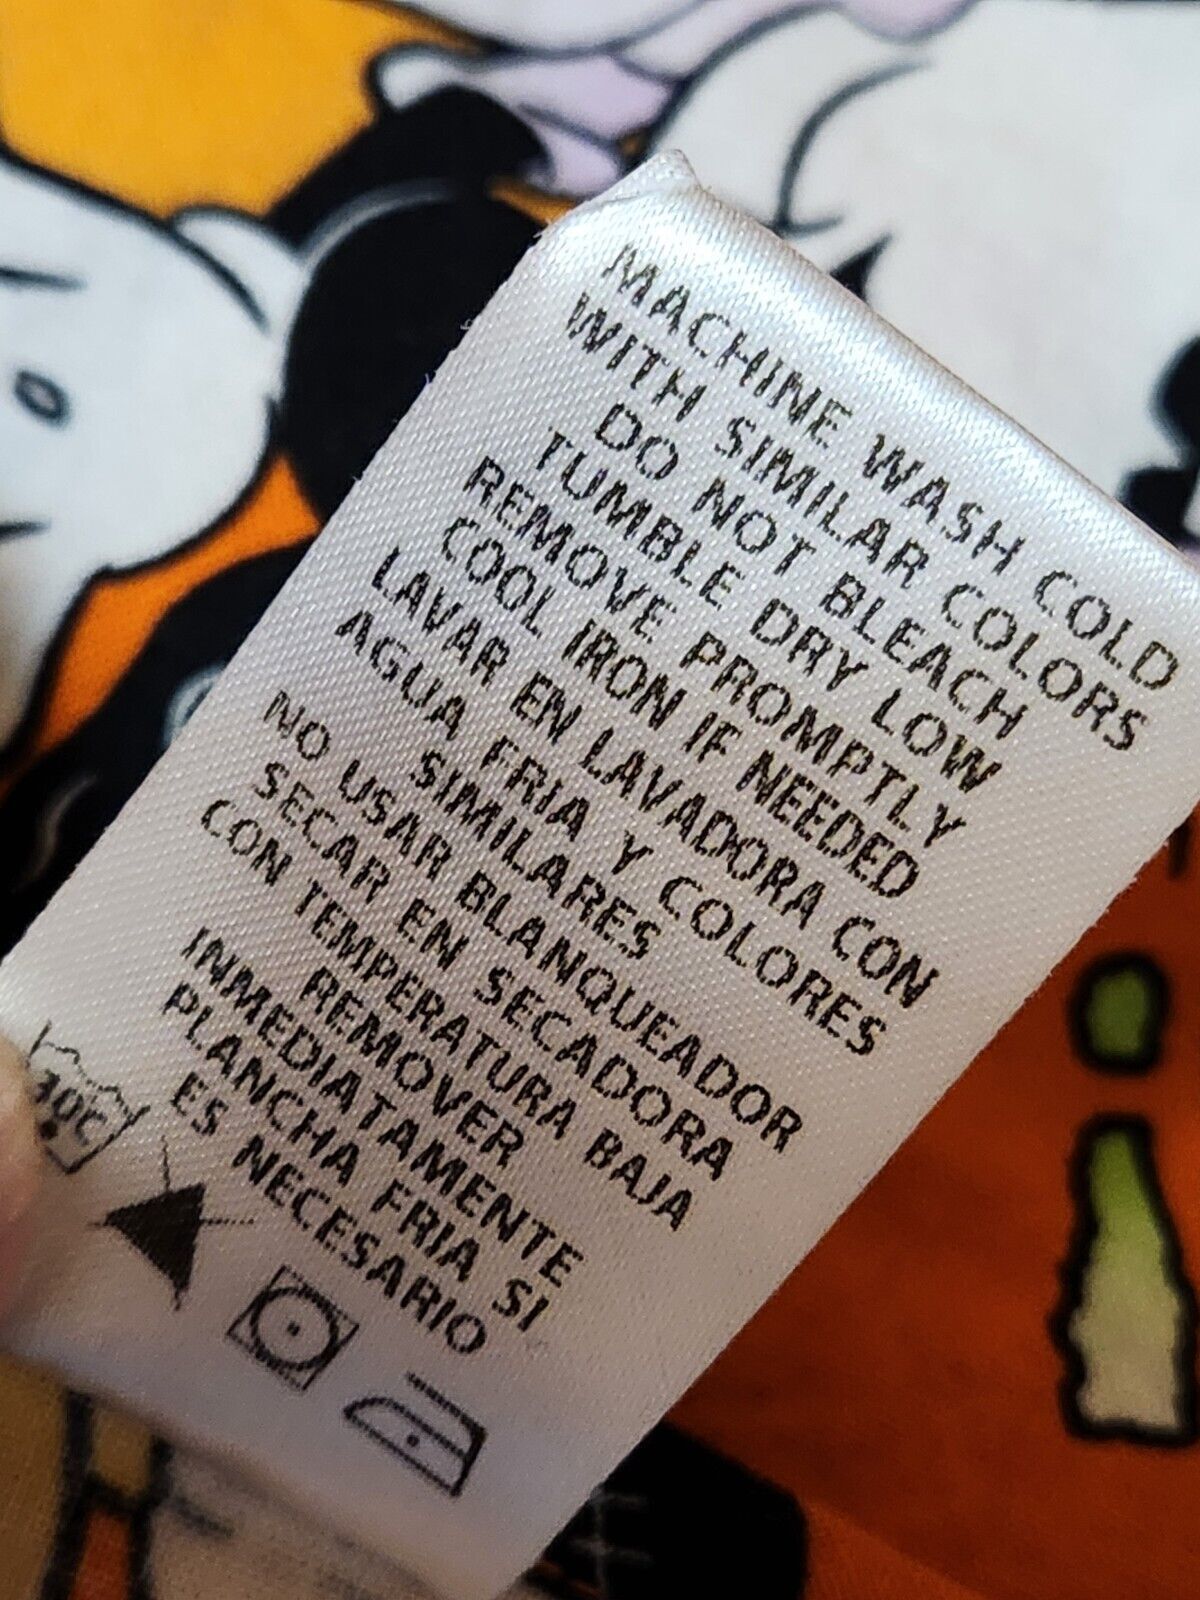 MACHINE WASH COLD
WITH SIMILAR COLORS
DO NOT BLEACH
TUMBLE DRY LOW
REMOVE PROMPTLY
COOL IRON IF NEEDED
LAVAR EN LAVADORA CON
AGUA FRIA Y COLORES
SIMILARES
NO USAR BLANQUEADOR
SECAR EN SECADORA
CON TEMPERATURA BAJA
REMOVER
INMEDIATAMENTE
PLANCHA FRIA SI
ES NECESARIO
30C